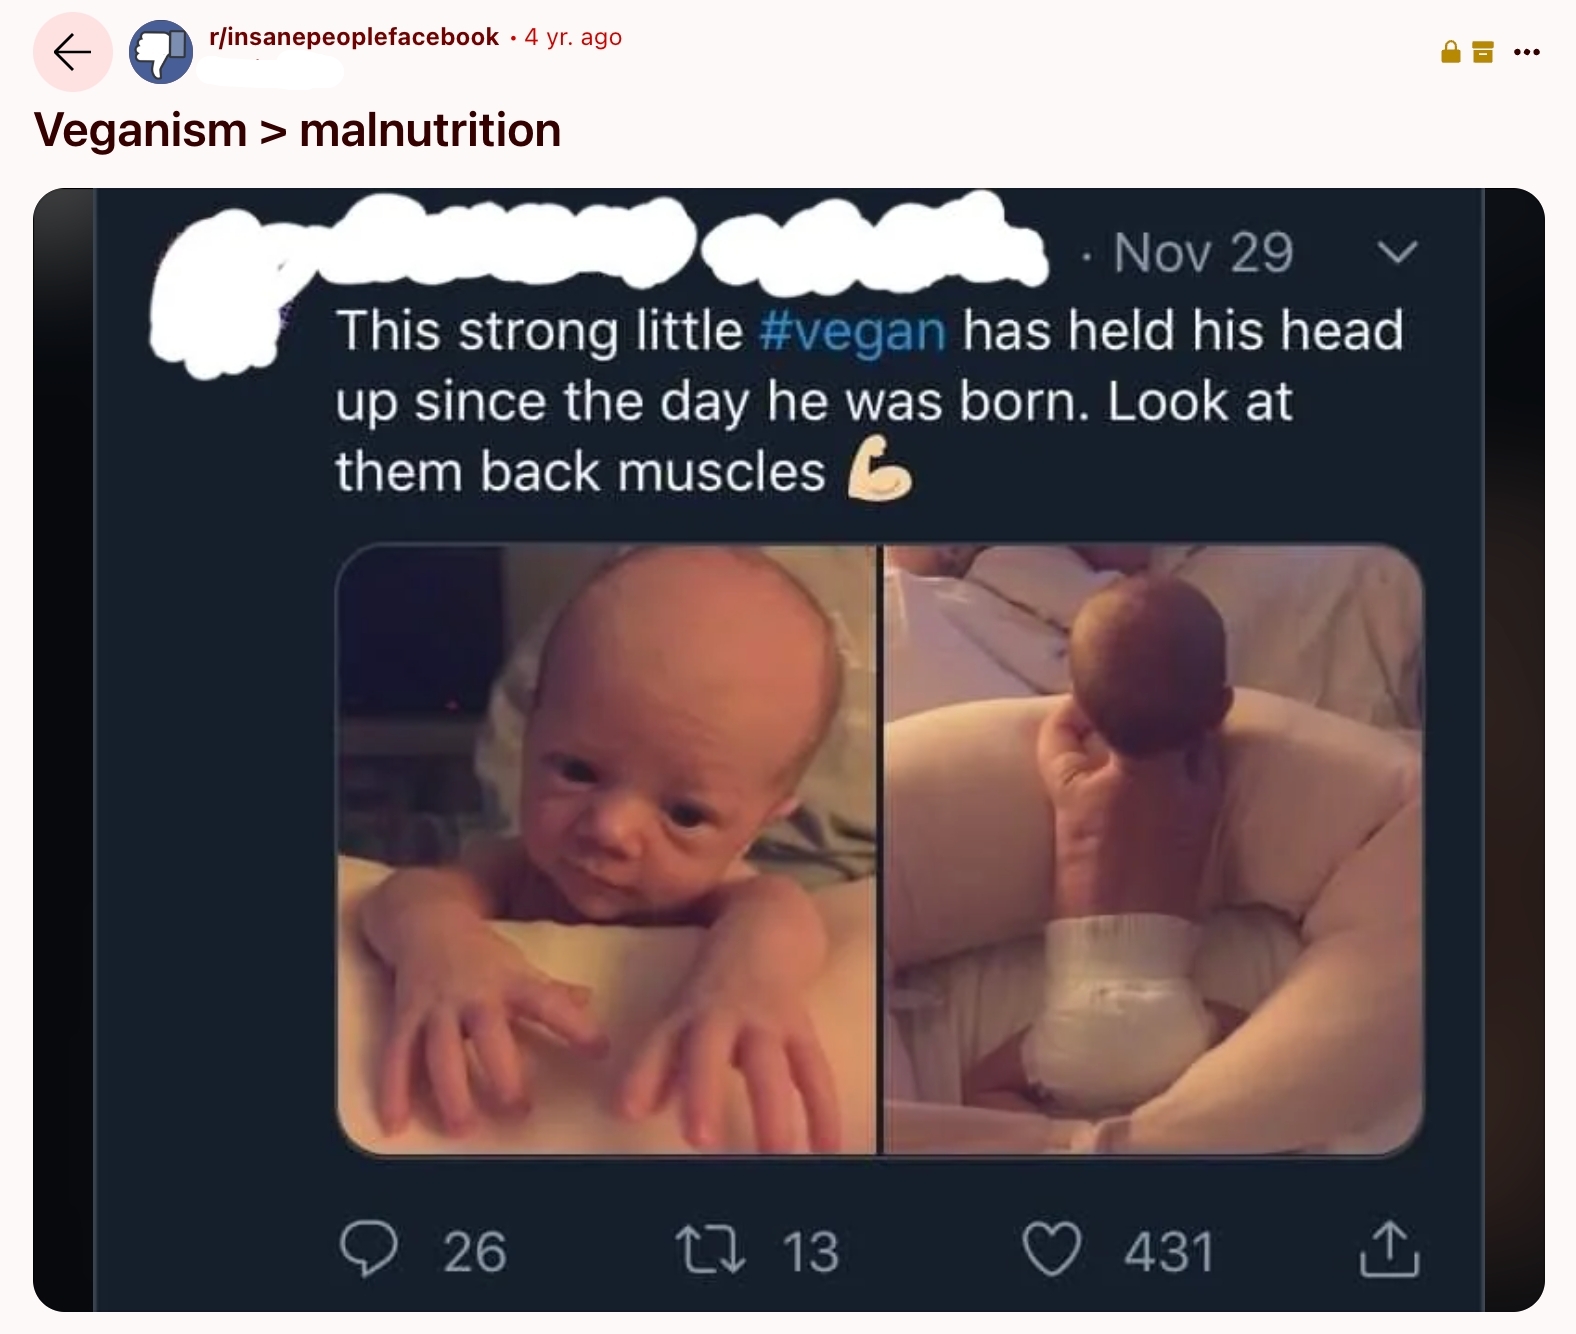 r/insanepeoplefacebook • 4 yr. ago
Veganism > malnutrition
· Nov 29
This strong little #vegan has held his head
up since the day he was born. Look at
them back muscles 💪🏼
26 13 431